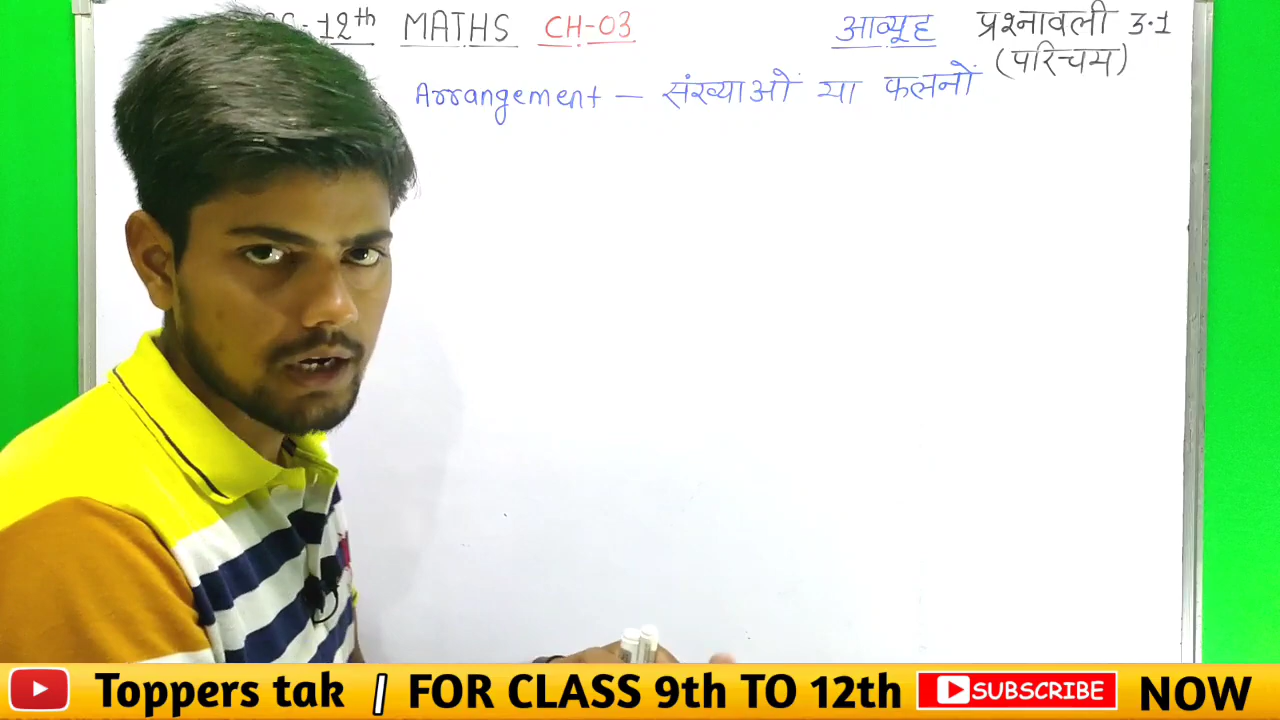 12th MATHS CH-03 आव्यूह प्रश्नावली 3.1
(परिचय)
Arrangement - संख्याओं या फलनों
Toppers tak / FOR CLASS 9th TO 12th SUBSCRIBE NOW